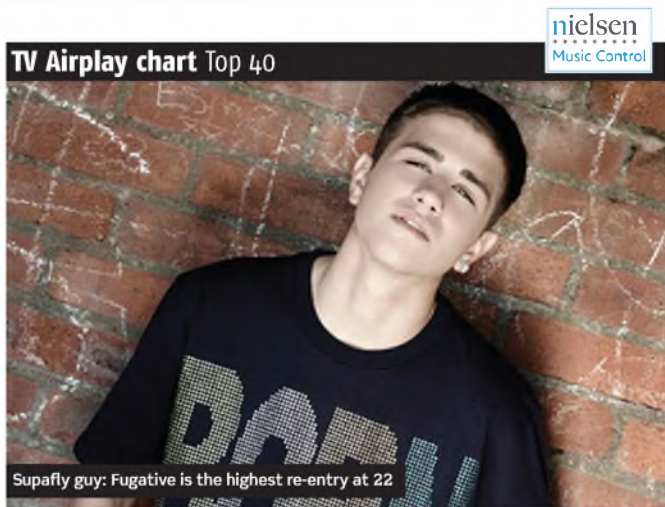 nielsen
Music Control
TV Airplay chart Top 40
Supafly guy: Fugative is the highest re-entry at 22